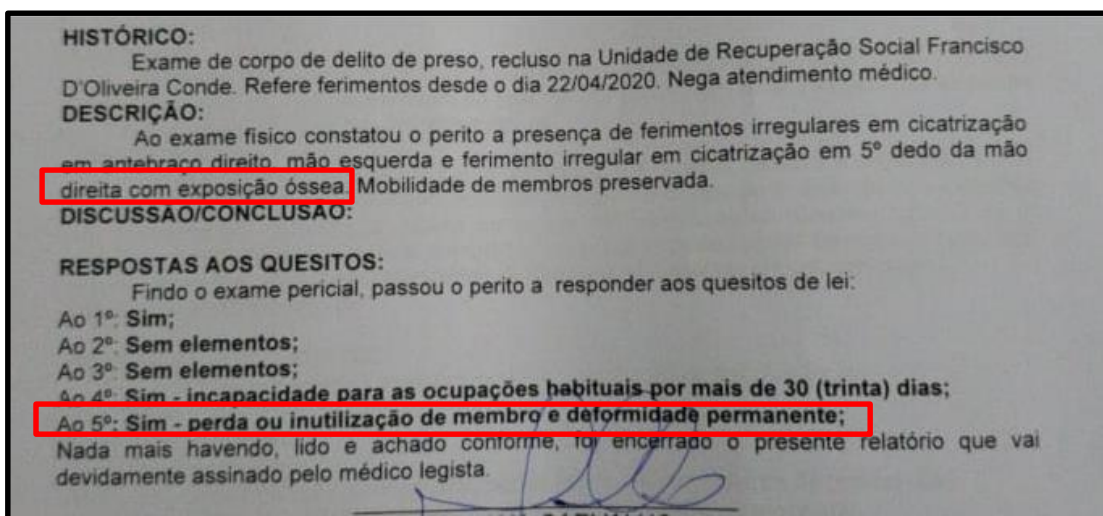 HISTÓRICO:
Exame de corpo de delito de preso, recluso na Unidade de Recuperação Social Francisco
D'Oliveira Conde. Refere ferimentos desde o dia 22/04/2020. Nega atendimento médico.
DESCRIÇÃO:
Ao exame físico constatou o perito a presença de ferimentos irregulares em cicatrização
em antebraço direito, mão esquerda e ferimento irregular em cicatrização em 5º dedo da mão
direita com exposição óssea. Mobilidade de membros preservada.
DISCUSSÃO/CONCLUSÃO:
RESPOSTAS AOS QUESITOS:
Findo o exame pericial, passou o perito a responder aos quesitos de lei:
Ao 1º: Sim;
Ao 2º: Sem elementos;
Ao 3º: Sem elementos;
Ao 4º: Sim - incapacidade para as ocupações habituais por mais de 30 (trinta) dias;
Ao 5º: Sim - perda ou inutilização de membro e deformidade permanente;
Nada mais havendo, lido e achado conforme, foi encerrado o presente relatório que vai
devidamente assinado pelo médico legista.